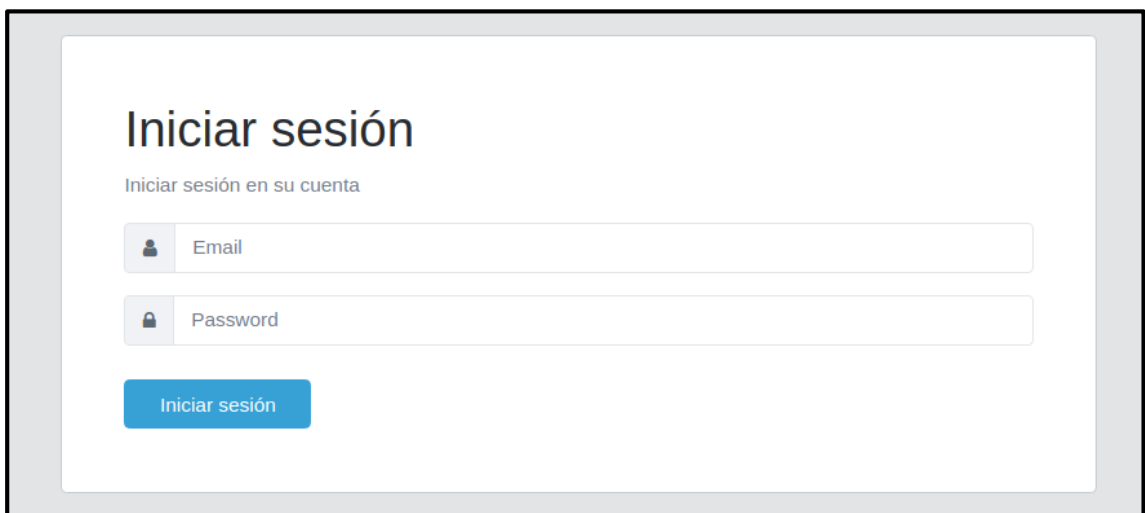 Iniciar sesión
Iniciar sesión en su cuenta
Email
Password
Iniciar sesión